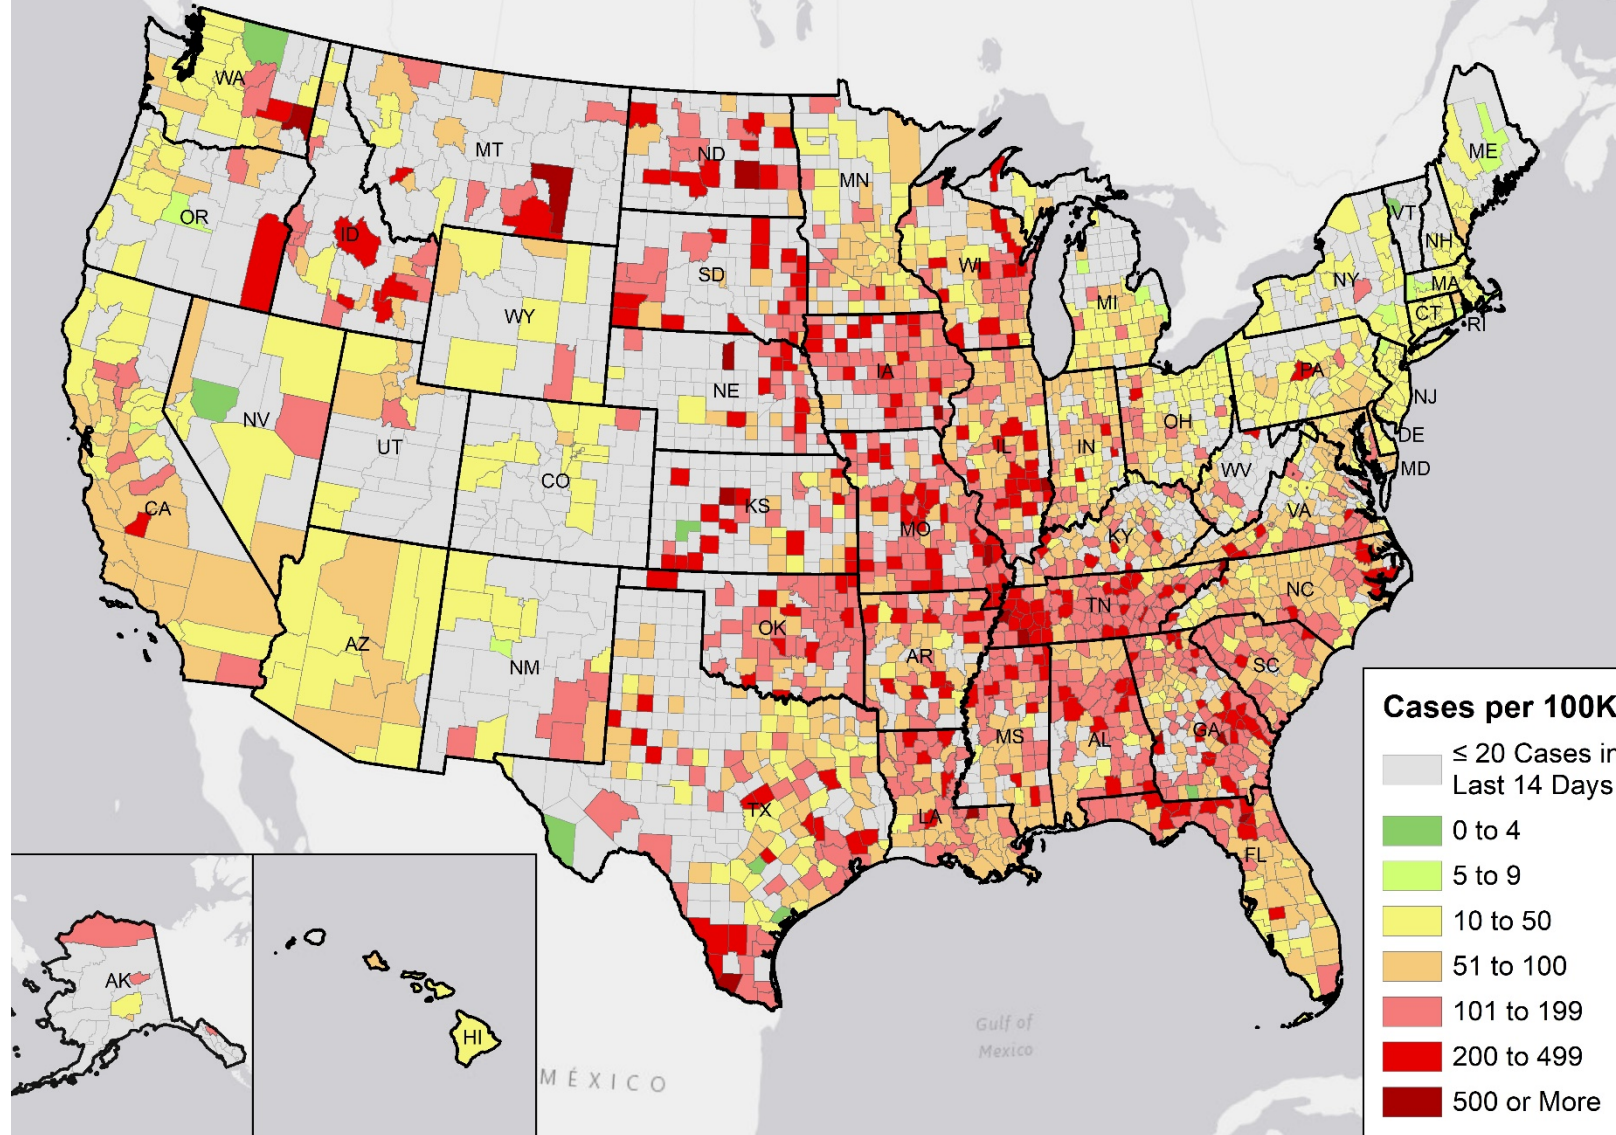 WA
MT
ND
MN
ME
OR
ID
VT
NH
SD
WI
NY
MA
WY
MI
CT
RI
IA
PA
NE
NJ
NV
OH
UT
IL
IN
DE
CO
WV
MD
CA
KS
VA
MO
KY
NC
TN
OK
AZ
AR
NM
SC
MS
AL
GA
TX
LA
FL
AK
HI
Gulf of
Mexico
MÉXICO
Cases per 100K
≤ 20 Cases in
Last 14 Days
0 to 4
5 to 9
10 to 50
51 to 100
101 to 199
200 to 499
500 or More